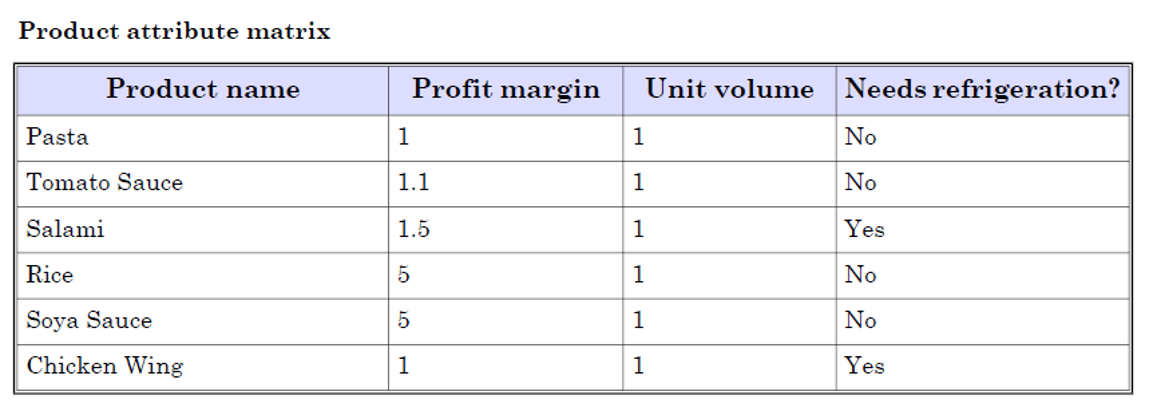 Product attribute matrix
Product name Profit margin Unit volume Needs refrigeration?
Pasta 1 1 No
Tomato Sauce 1.1 1 No
Salami 1.5 1 Yes
Rice 5 1 No
Soya Sauce 5 1 No
Chicken Wing 1 1 Yes